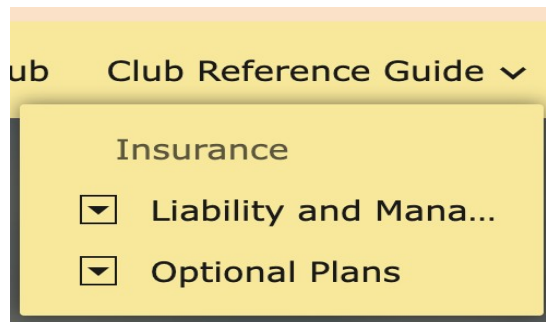 ub Club Reference Guide
Insurance
Liability and Mana...
Optional Plans